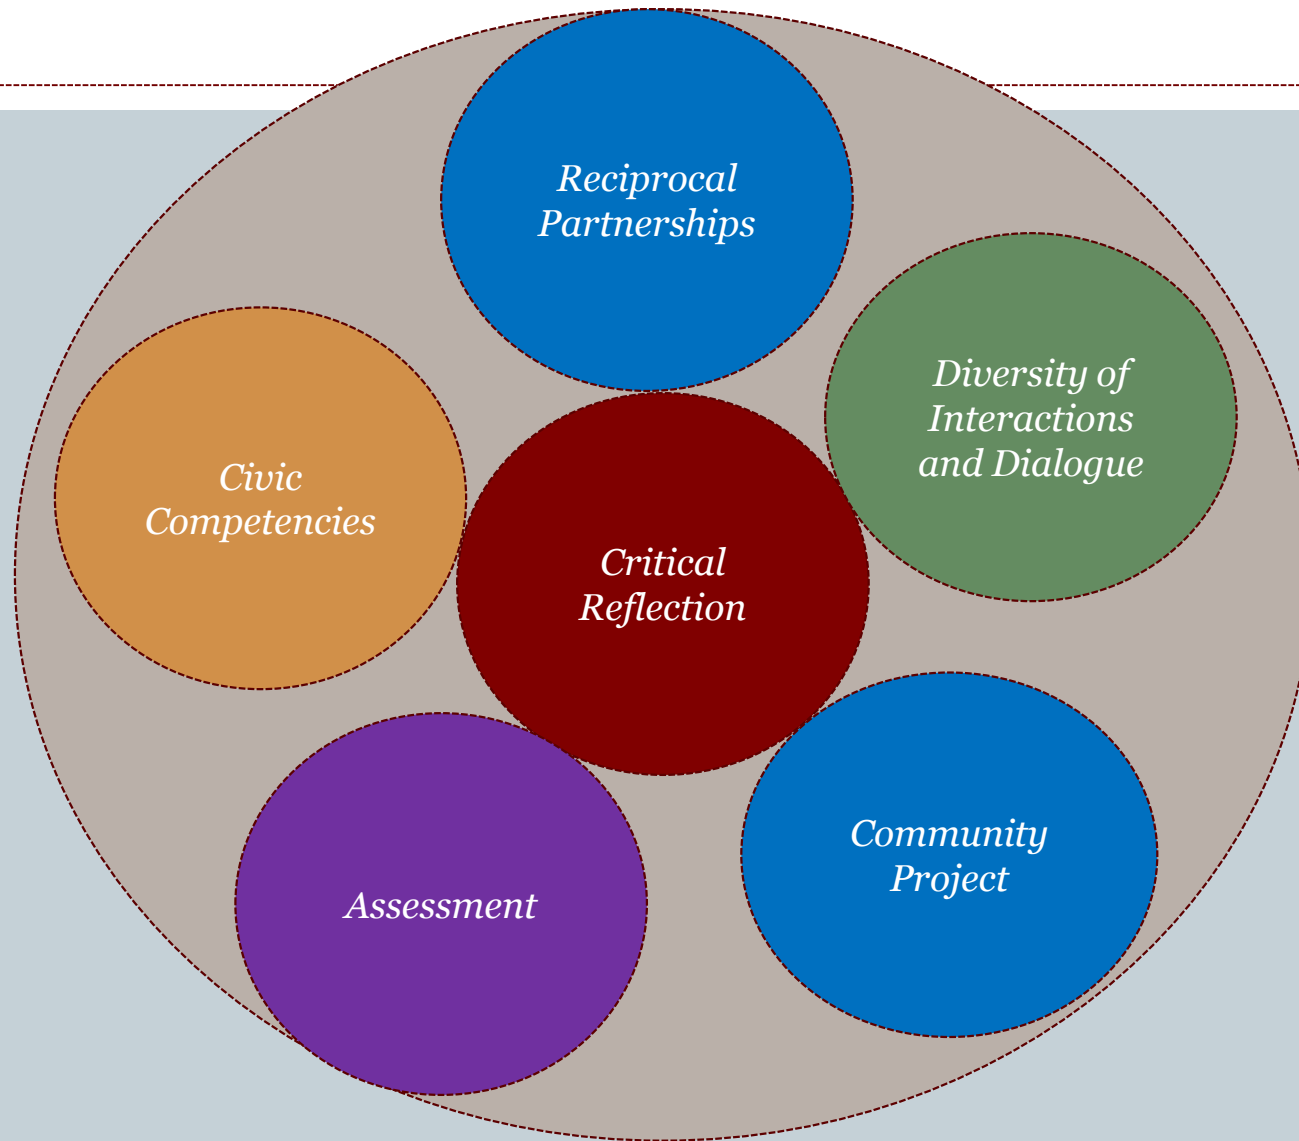 Reciprocal
Partnerships
Diversity of
Interactions
and Dialogue
Civic
Competencies
Critical
Reflection
Community
Project
Assessment